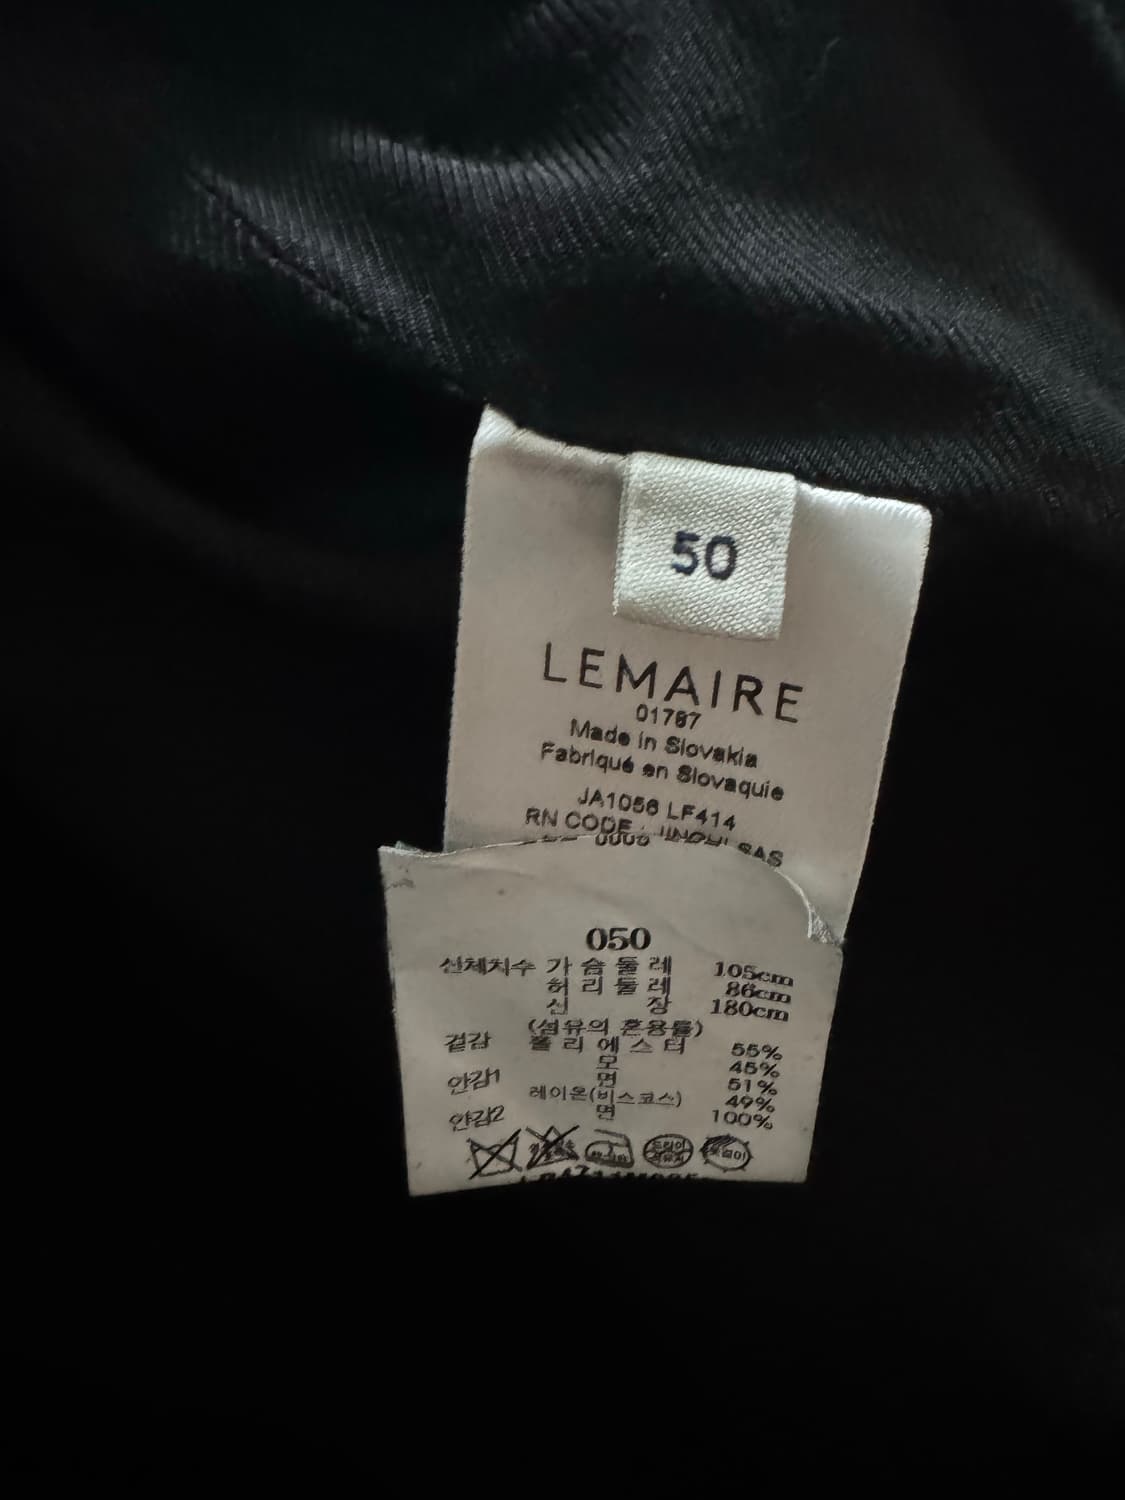 50
LEMAIRE
01787
Made in Slovakia
Fabriqué en Slovaquie
JA1056 LF414
RN CODE
SAS
050
신체치수 가슴둘레 105cm
허리둘레 86cm
신 장 180cm
(섬유의 혼용률)
겉감 폴리에스터 55%
모 45%
안감1 면 51%
레이온(비스코스) 49%
안감2 면 100%